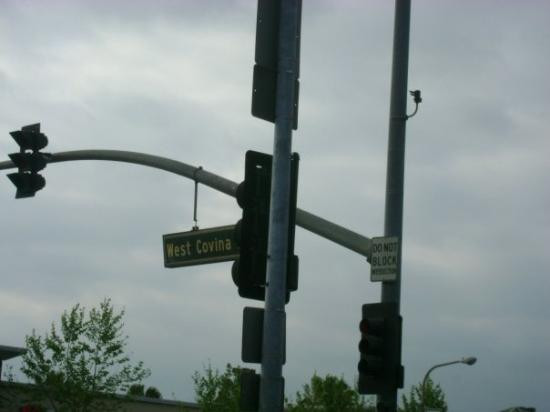 West Covina
DO NOT
BLOCK
INTERSECTION